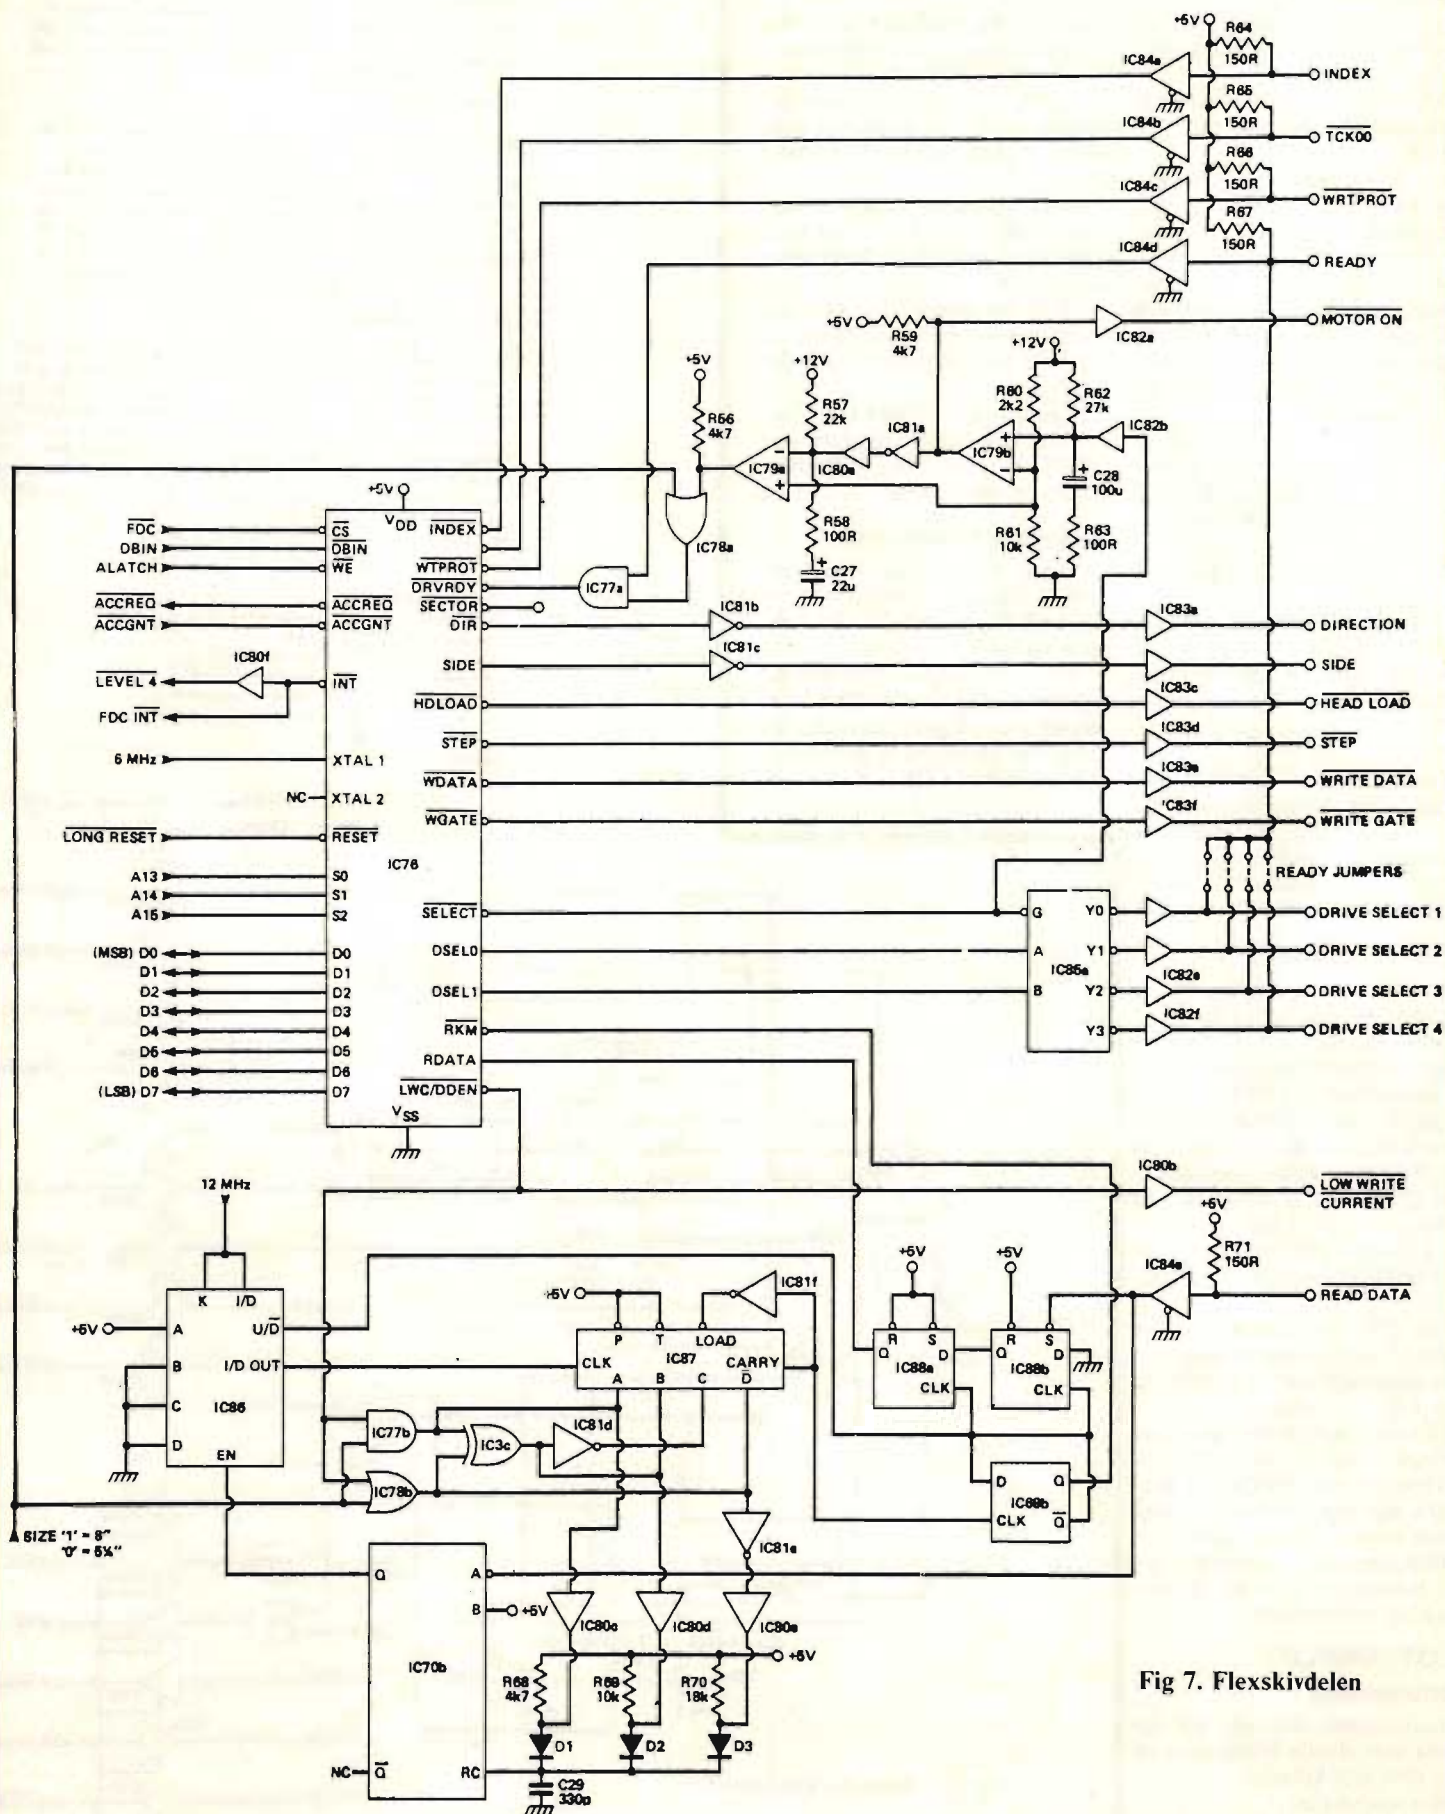 +5V
R64
150R
IC84a
INDEX
R65
150R
IC84b
TCK00
R66
150R
IC84c
WRTPROT
R67
150R
IC84d
READY
+5V
R59
4k7
IC82a
MOTOR ON
+12V
+5V
+12V
R60
2k2
R62
27k
R56
4k7
R57
22k
IC81a
IC82b
IC79a
IC80a
IC79b
+
−
−
+
+
C28
100u
+5V
R58
100R
R61
10k
R63
100R
IC78a
+
C27
22u
IC77a
VDD
FDC
CS
INDEX
DBIN
DBIN
ALATCH
WE
WTPROT
DRVRDY
ACCREQ
ACCREQ
SECTOR
ACCGNT
ACCGNT
DIR
IC81b
IC83a
DIRECTION
IC80f
SIDE
IC81c
SIDE
LEVEL 4
INT
HDLOAD
IC83c
HEAD LOAD
FDC INT
STEP
IC83d
STEP
6 MHz
XTAL 1
WDATA
IC83e
WRITE DATA
NC
XTAL 2
WGATE
IC83f
WRITE GATE
LONG RESET
RESET
IC76
READY JUMPERS
A13
S0
A14
S1
A15
S2
SELECT
G
Y0
DRIVE SELECT 1
(MSB) D0
D0
DSEL0
A
Y1
DRIVE SELECT 2
D1
D1
IC85a
IC82e
D2
D2
DSEL1
B
Y2
DRIVE SELECT 3
D3
D3
IC82f
D4
D4
RKM
Y3
DRIVE SELECT 4
D5
D5
RDATA
D6
D6
(LSB) D7
D7
LWC/DDEN
VSS
IC80b
12 MHz
LOW WRITE
CURRENT
+5V
R71
150R
+5V
+5V
IC84e
READ DATA
K
I/D
+5V
IC81f
+5V
A
U/D
P
T
LOAD
R
S
R
S
B
I/D OUT
CLK
IC87
CARRY
Q
D
Q
D
IC88a
IC88b
A
B
C
D
CLK
CLK
C
IC86
IC77b
IC81d
IC3c
D
EN
IC78b
D
Q
IC89b
CLK
Q
SIZE '1' = 8"
'0' = 5¼"
IC81e
Q
A
B
+5V
IC80c
IC80d
IC80e
IC70b
+5V
R68
4k7
R69
10k
R70
18k
D1
D2
D3
NC
Q
RC
C29
330p
Fig 7. Flexskivdelen